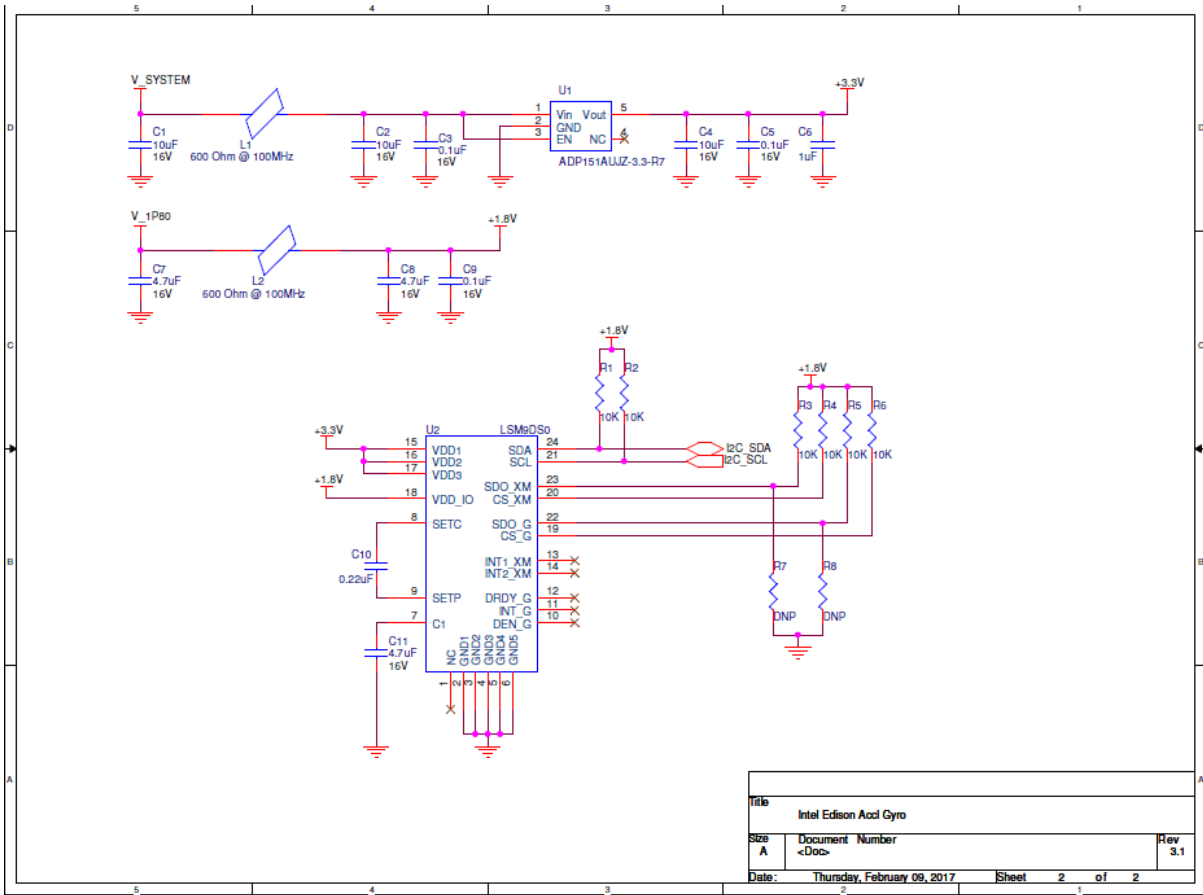 5 4 3 2 1
D
C
B
A
V_SYSTEM
C1
10uF
16V
L1
600 Ohm @ 100MHz
C2
10uF
16V
C3
0.1uF
16V
U1
1 Vin Vout 5
2 GND
3 EN NC 4
ADP151AUJZ-3.3-R7
C4
10uF
16V
C5
0.1uF
16V
C6
1uF
+3.3V
V_1P80
C7
4.7uF
16V
L2
600 Ohm @ 100MHz
C8
4.7uF
16V
C9
0.1uF
16V
+1.8V
+1.8V
R1 R2
10K 10K
+1.8V
R3 R4 R5 R6
10K 10K 10K 10K
U2 LSM9DS0
+3.3V
15 VDD1
16 VDD2
17 VDD3
+1.8V
18 VDD_IO
8 SETC
C10
0.22uF
9 SETP
7 C1
C11
4.7uF
16V
SDA 24
SCL 21
I2C_SDA
I2C_SCL
SDO_XM 23
CS_XM 20
SDO_G 22
CS_G 19
INT1_XM 13
INT2_XM 14
DRDY_G 12
INT_G 11
DEN_G 10
NC GND1 GND2 GND3 GND4 GND5
1 2 3 4 5 6
R7 R8
DNP DNP
Title
Intel Edison Accl Gyro
Size Document Number Rev
A <Doc> 3.1
Date: Thursday, February 09, 2017 Sheet 2 of 2
D
C
B
A
5 4 3 2 1